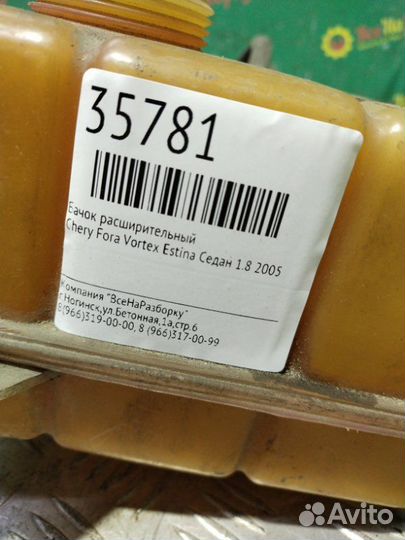 35781
Бачок расширительный
Chery Fora Vortex Estina Седан 1.8 2005
Компания "ВсеНаРазборку"
г.Ногинск,ул.Бетонная,1а,стр.6
8(966)319-00-00, 8 (966)317-00-99
Avito